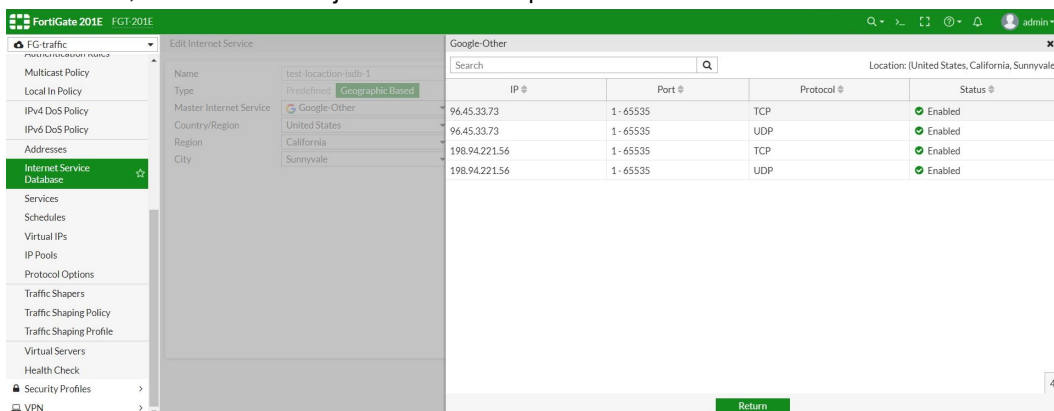 FortiGate 201E FGT-201E
admin
FG-traffic
Edit Internet Service
Google-Other
Authentication Rules
Multicast Policy
Local In Policy
IPv4 DoS Policy
IPv6 DoS Policy
Addresses
Internet Service
Database
Services
Schedules
Virtual IPs
IP Pools
Protocol Options
Traffic Shapers
Traffic Shaping Policy
Traffic Shaping Profile
Virtual Servers
Health Check
Security Profiles
VPN
Name test-locaction-isdb-1
Type Predefined Geographic Based
Master Internet Service Google-Other
Country/Region United States
Region California
City Sunnyvale
Search Location: (United States, California, Sunnyvale
IP Port Protocol Status
96.45.33.73 1 - 65535 TCP Enabled
96.45.33.73 1 - 65535 UDP Enabled
198.94.221.56 1 - 65535 TCP Enabled
198.94.221.56 1 - 65535 UDP Enabled
4
Return